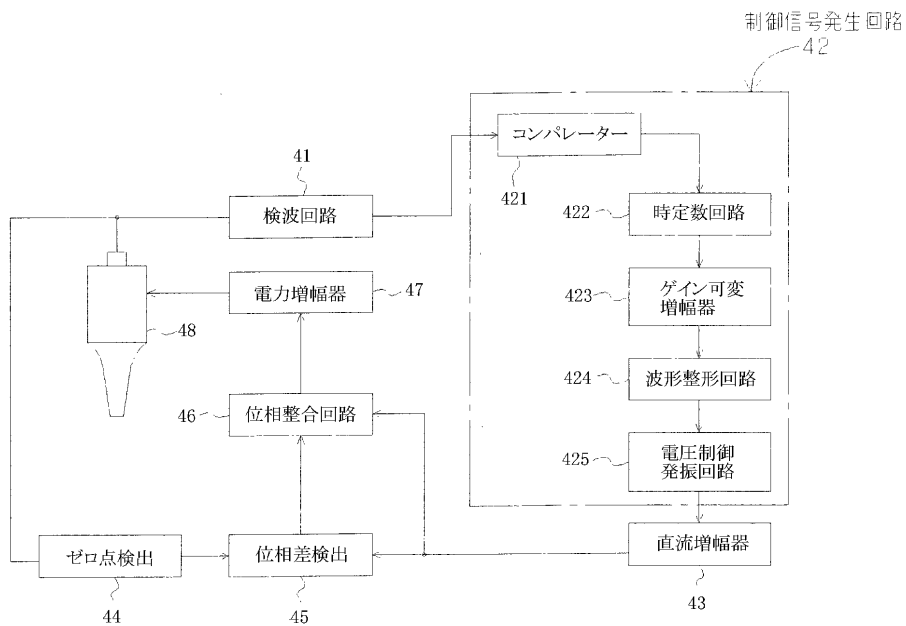 制御信号発生回路
42
コンパレーター
421
41
検波回路
422
時定数回路
電力増幅器
47
423
ゲイン可変
増幅器
48
424
波形整形回路
46
位相整合回路
425
電圧制御
発振回路
ゼロ点検出
44
位相差検出
45
直流増幅器
43